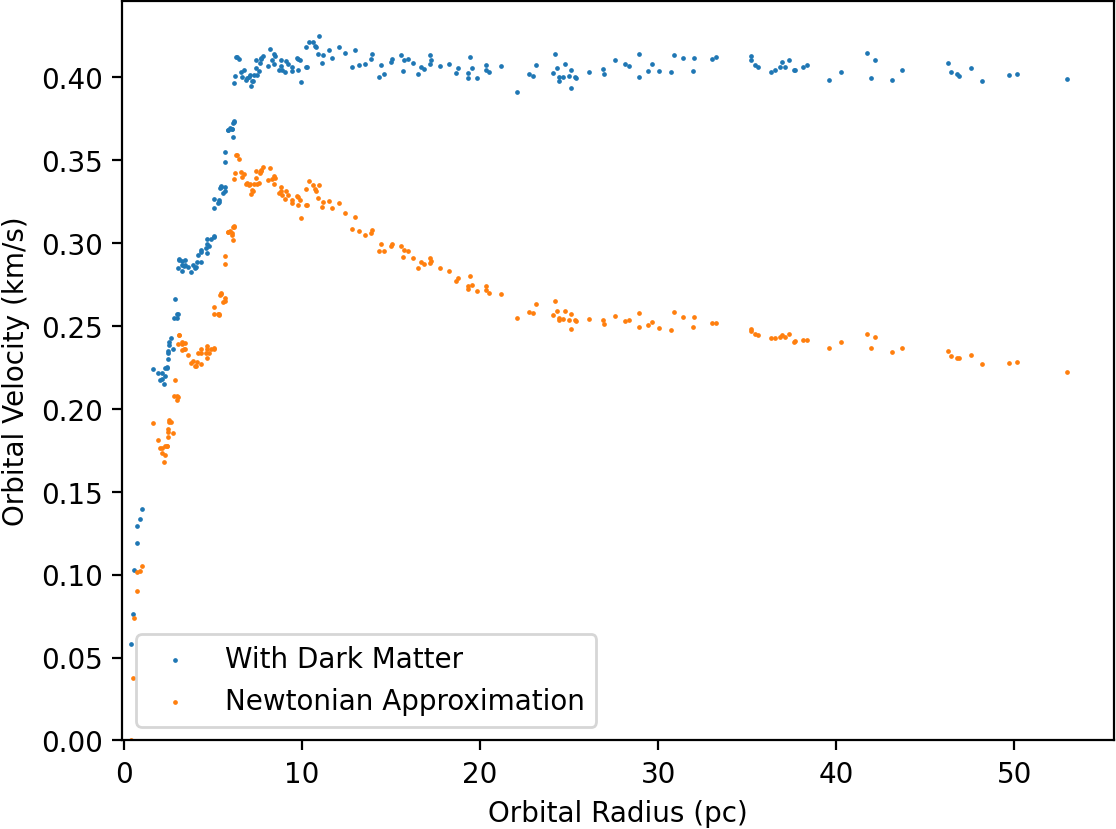 Orbital Velocity (km/s)
0.40
0.35
0.30
0.25
0.20
0.15
0.10
0.05
0.00
With Dark Matter
Newtonian Approximation
0 10 20 30 40 50
Orbital Radius (pc)